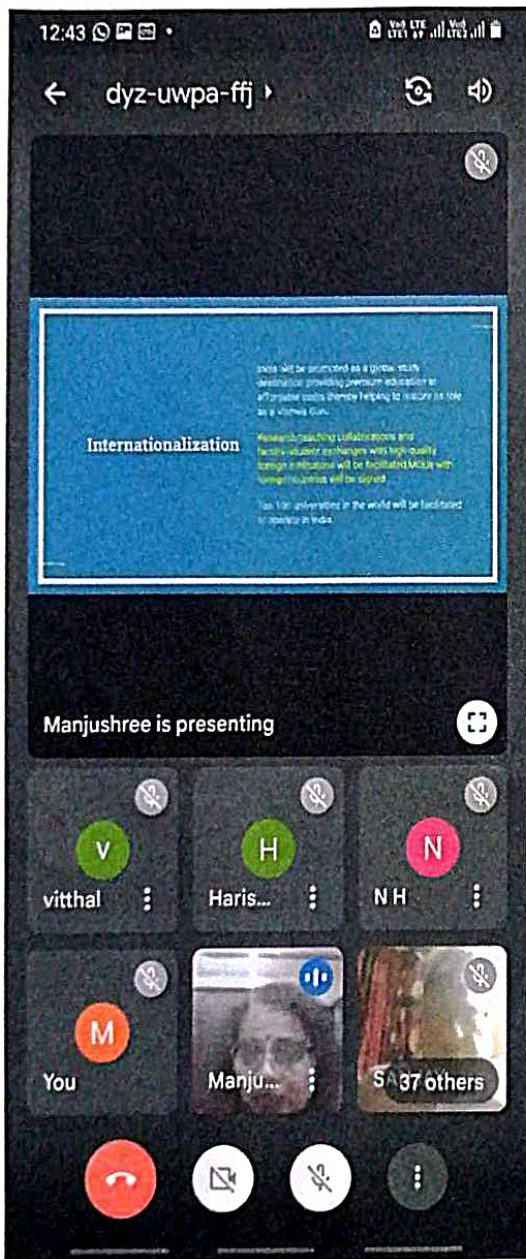 12:43
dyz-uwpa-ffj
Internationalization
India will be promoted as a global study
destination providing premium education at
affordable costs thereby helping to restore its role
as a Vishwa Guru.
Research/teaching collaborations and
faculty/student exchanges with high-quality
foreign institutions will be facilitated.MOUs with
foreign countries will be signed
Top 100 universities in the world will be facilitated
to operate in India.
Manjushree is presenting
V
vitthal
H
Haris...
N
N H
M
You
Manju...
37 others